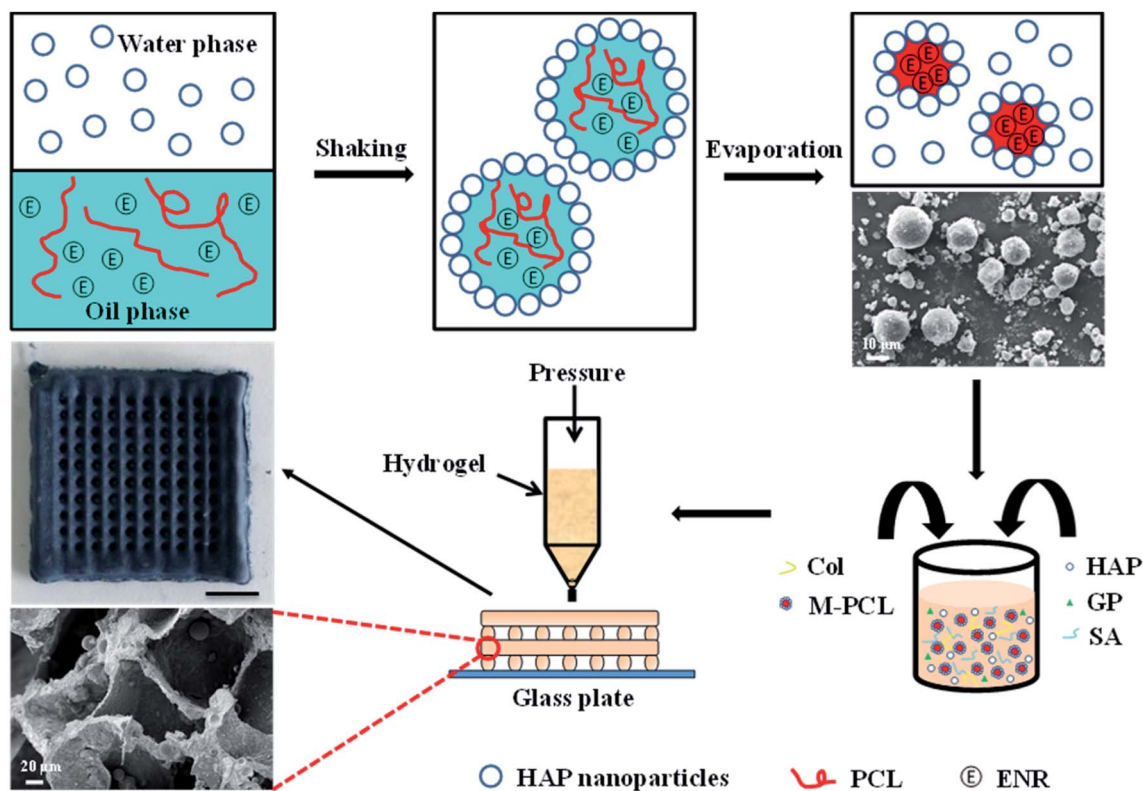 Water phase
E E E E E E E E
Oil phase
Shaking
E E E E
E E E E
Evaporation
E E E E
E E E E
10 μm
Pressure
Hydrogel
Glass plate
Col
M-PCL
HAP
GP
SA
20 μm
HAP nanoparticles
PCL
E ENR